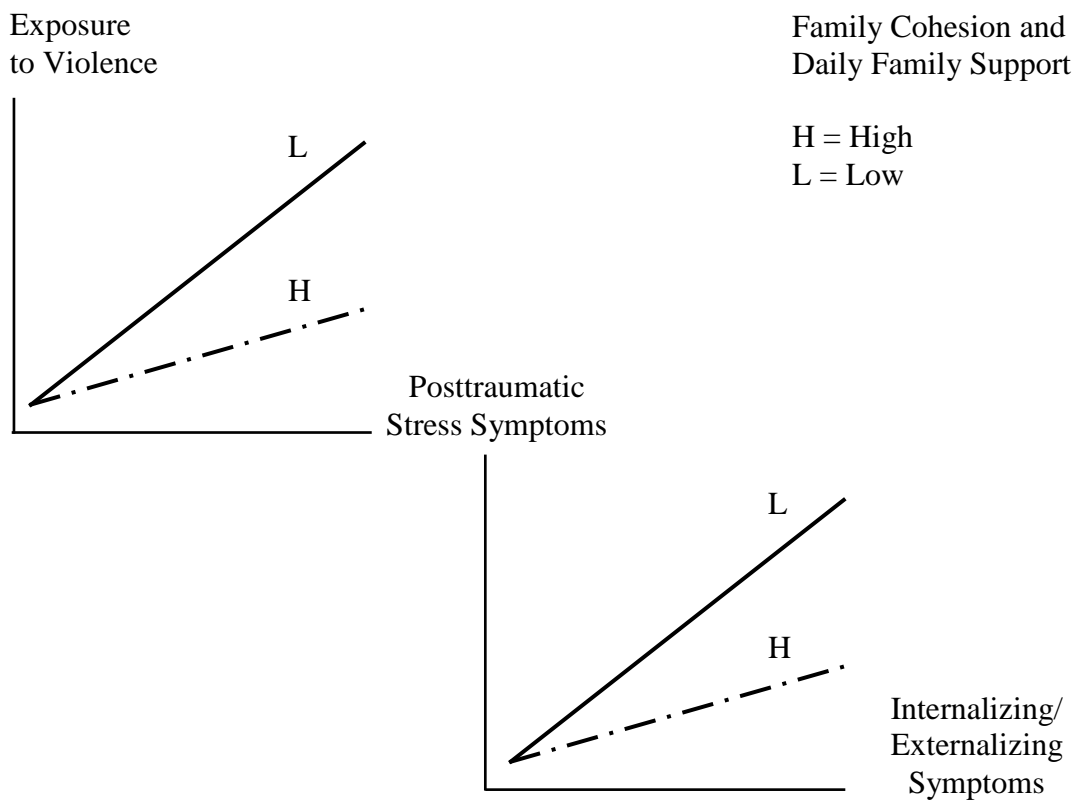 Exposure
to Violence
Family Cohesion and
Daily Family Support
H = High
L = Low
L
H
Posttraumatic
Stress Symptoms
L
H
Internalizing/
Externalizing
Symptoms